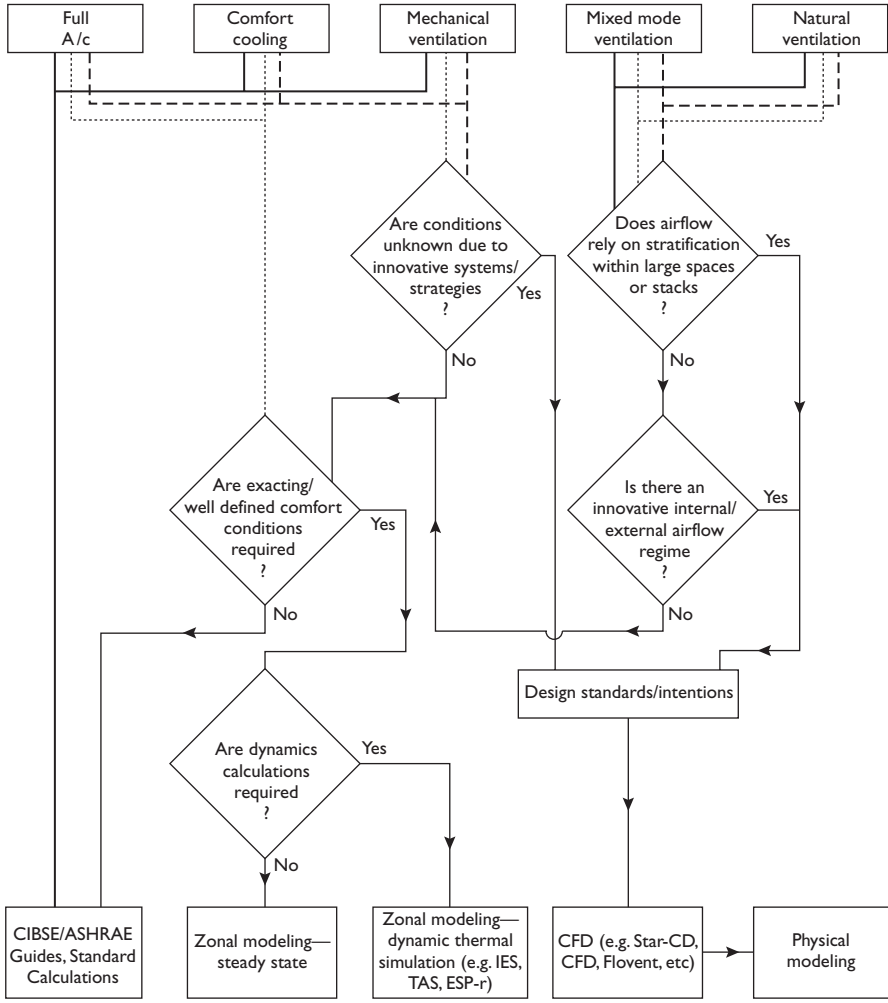 Full
A/c
Comfort
cooling
Mechanical
ventilation
Mixed mode
ventilation
Natural
ventilation
Are conditions
unknown due to
innovative systems/
strategies
?
Yes
No
Does airflow
rely on stratification
within large spaces
or stacks
?
Yes
No
Are exacting/
well defined comfort
conditions
required
?
Yes
No
Is there an
innovative internal/
external airflow
regime
?
Yes
No
Design standards/intentions
Are dynamics
calculations
required
?
Yes
No
CIBSE/ASHRAE
Guides, Standard
Calculations
Zonal modeling—
steady state
Zonal modeling—
dynamic thermal
simulation (e.g. IES,
TAS, ESP-r)
CFD (e.g. Star-CD,
CFD, Flovent, etc)
Physical
modeling